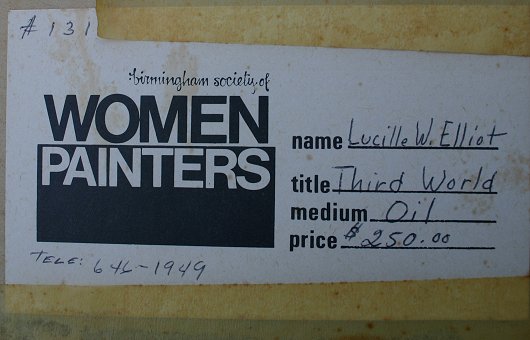 # 131
birmingham society of
WOMEN
PAINTERS
name Lucille W. Elliot
title Third World
medium Oil
price $250.00
TELE: 646-1949